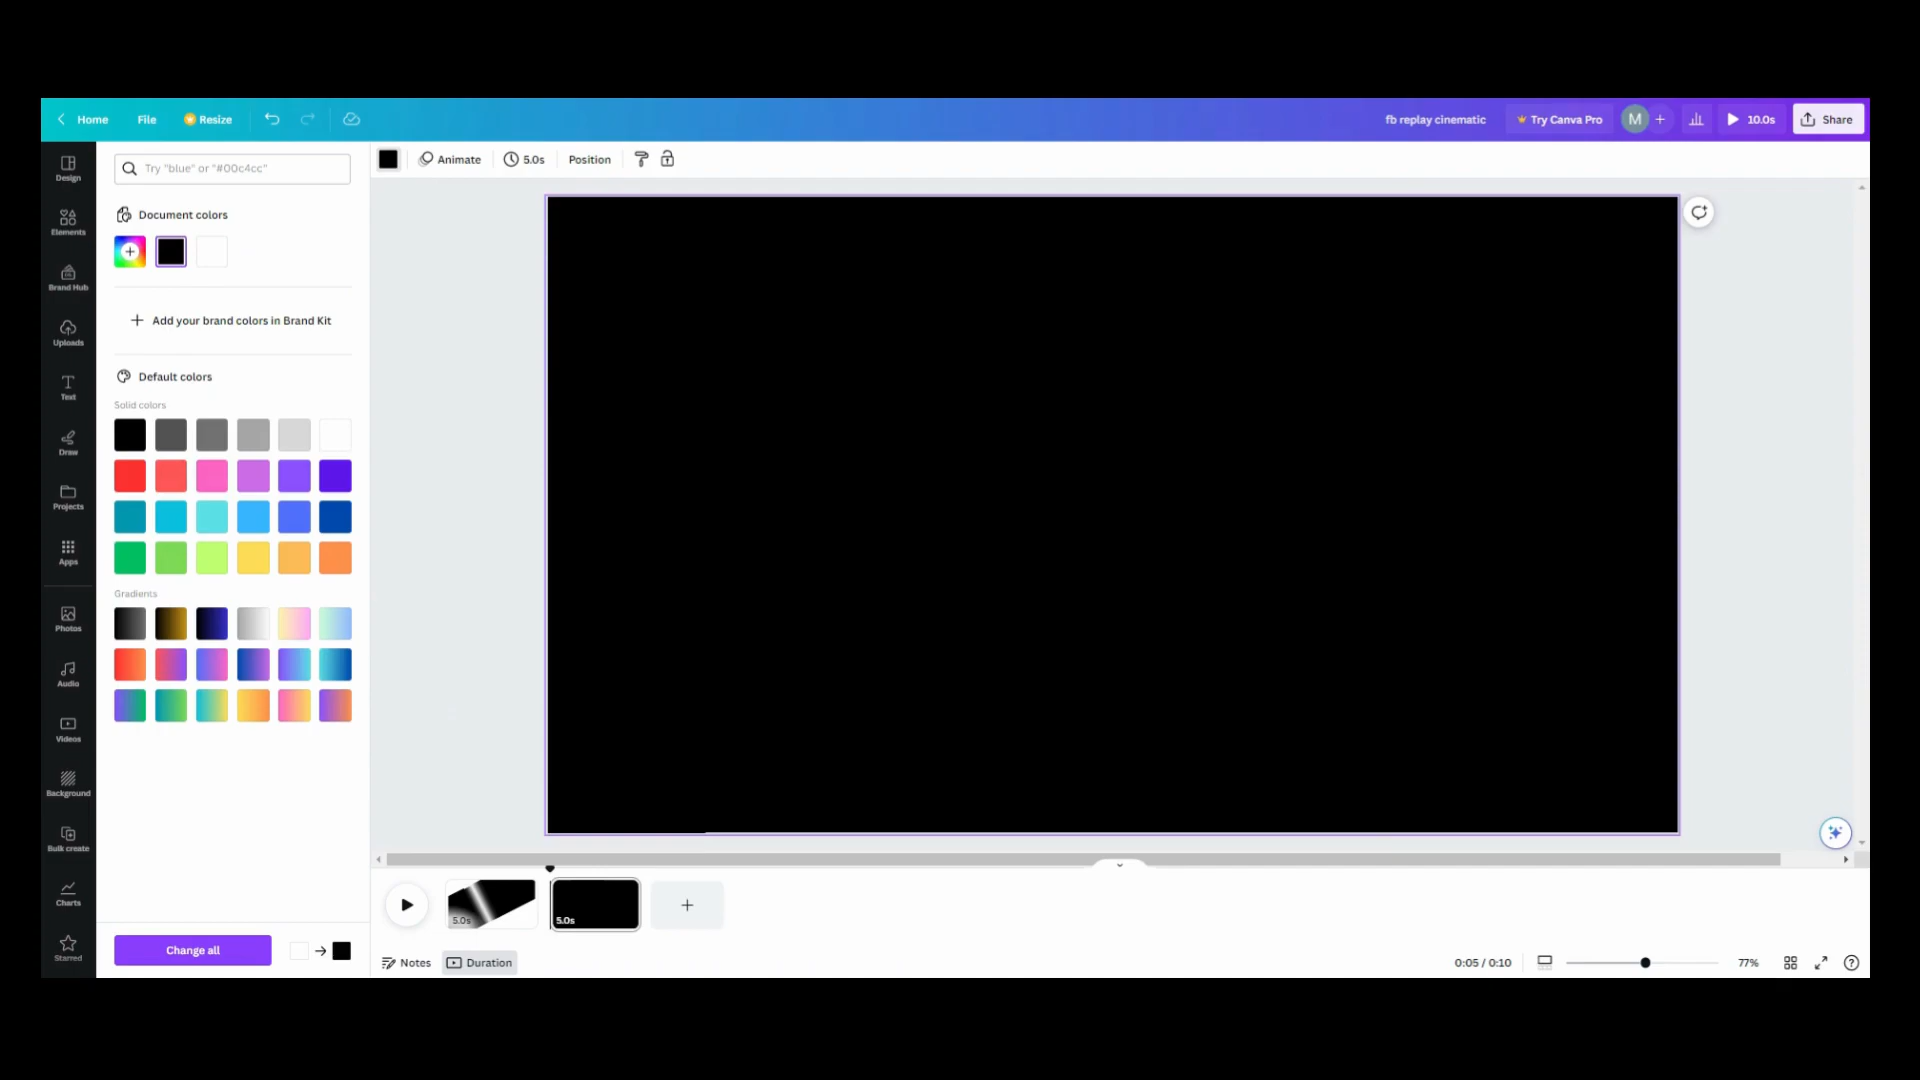 Home File Resize fb replay cinematic Try Canva Pro M 10.0s Share
Design
Elements
Brand Hub
Uploads
Text
Draw
Projects
Apps
Photos
Audio
Videos
Background
Bulk create
Charts
Starred
Try "blue" or "#00c4cc"
Document colors
Add your brand colors in Brand Kit
Default colors
Solid colors
Gradients
Change all
Animate 5.0s Position
5.0s 5.0s
Notes Duration 0:05 / 0:10 77%